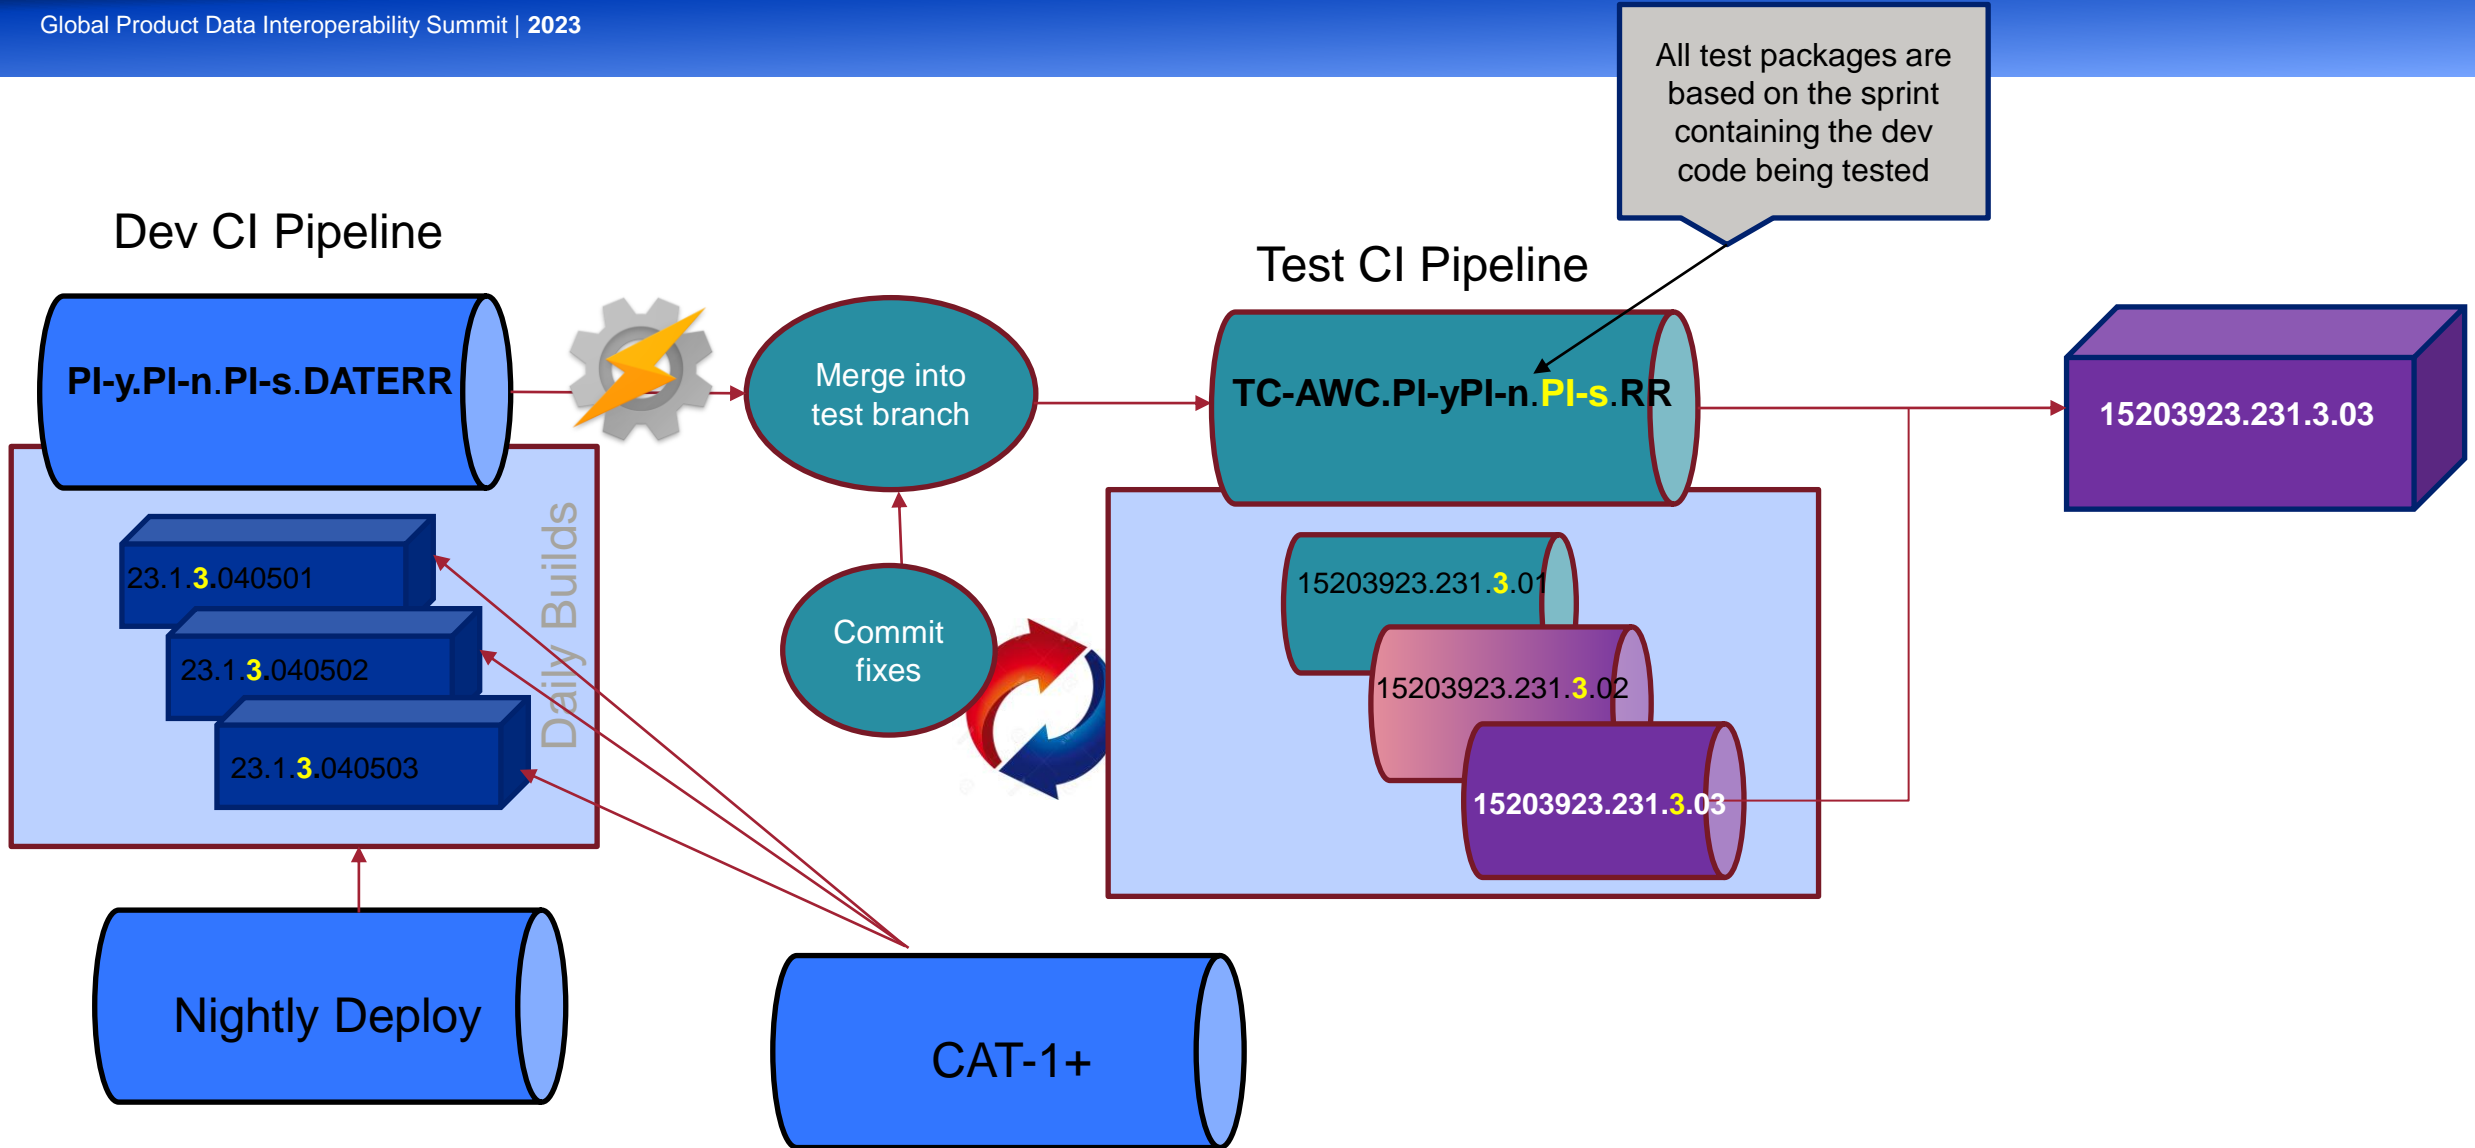 Global Product Data Interoperability Summit | 2023
All test packages are
based on the sprint
containing the dev
code being tested
Dev CI Pipeline
Test CI Pipeline
PI-y.PI-n.PI-s.DATERR
Merge into
test branch
TC-AWC.PI-yPI-n.PI-s.RR
15203923.231.3.03
Daily Builds
23.1.3.040501
23.1.3.040502
23.1.3.040503
Commit
fixes
15203923.231.3.01
15203923.231.3.02
15203923.231.3.03
Nightly Deploy
CAT-1+